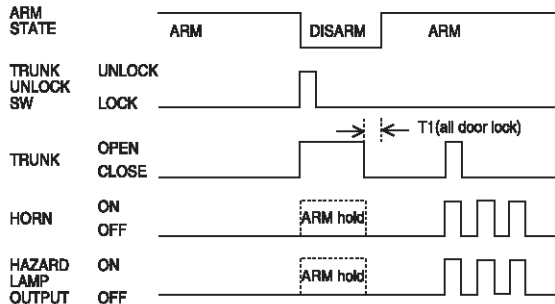 ARM
STATE
ARM DISARM ARM
TRUNK
UNLOCK
SW
UNLOCK
LOCK
T1(all door lock)
TRUNK
OPEN
CLOSE
HORN
ON
OFF
ARM hold
HAZARD
LAMP
OUTPUT
ON
OFF
ARM hold